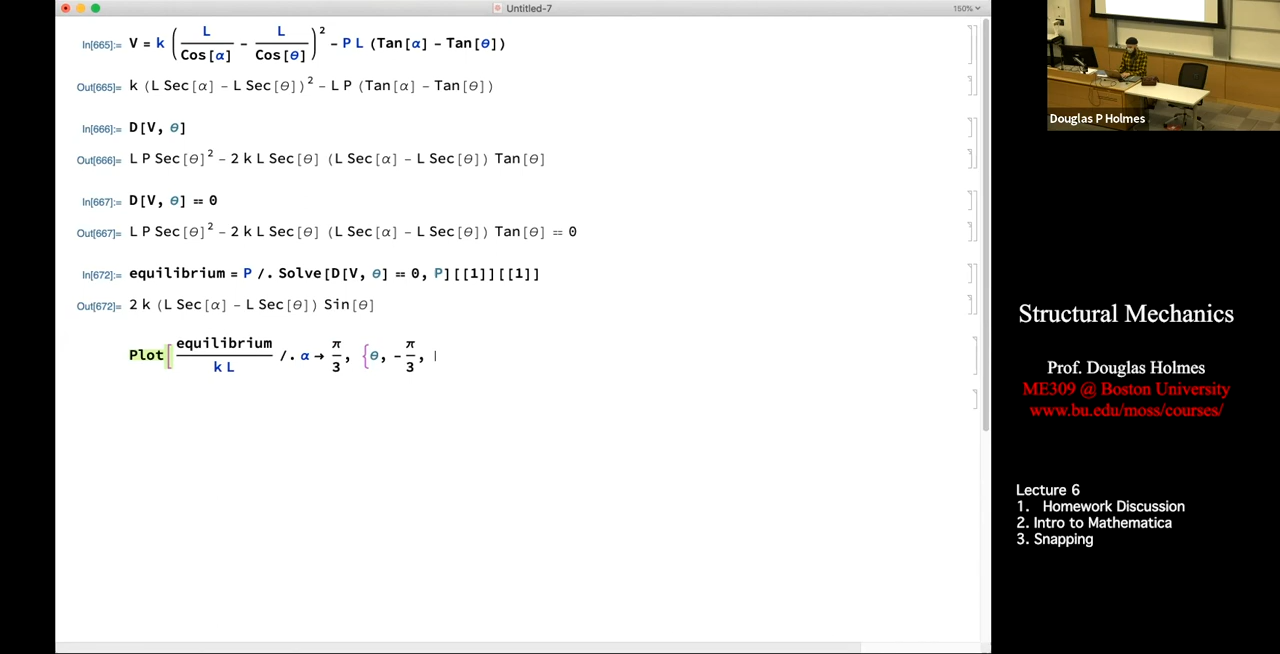 Untitled-7
150%
In[665]:= V = k (L/Cos[α] - L/Cos[θ])^2 - P L (Tan[α] - Tan[θ])
Out[665]= k (L Sec[α] - L Sec[θ])^2 - L P (Tan[α] - Tan[θ])
In[666]:= D[V, θ]
Out[666]= L P Sec[θ]^2 - 2 k L Sec[θ] (L Sec[α] - L Sec[θ]) Tan[θ]
In[667]:= D[V, θ] == 0
Out[667]= L P Sec[θ]^2 - 2 k L Sec[θ] (L Sec[α] - L Sec[θ]) Tan[θ] == 0
In[672]:= equilibrium = P /. Solve[D[V, θ] == 0, P][[1]][[1]]
Out[672]= 2 k (L Sec[α] - L Sec[θ]) Sin[θ]
Plot[equilibrium/(k L) /. α → π/3, {θ, -π/3,
Douglas P Holmes
Structural Mechanics
Prof. Douglas Holmes
ME309 @ Boston University
www.bu.edu/moss/courses/
Lecture 6
1. Homework Discussion
2. Intro to Mathematica
3. Snapping